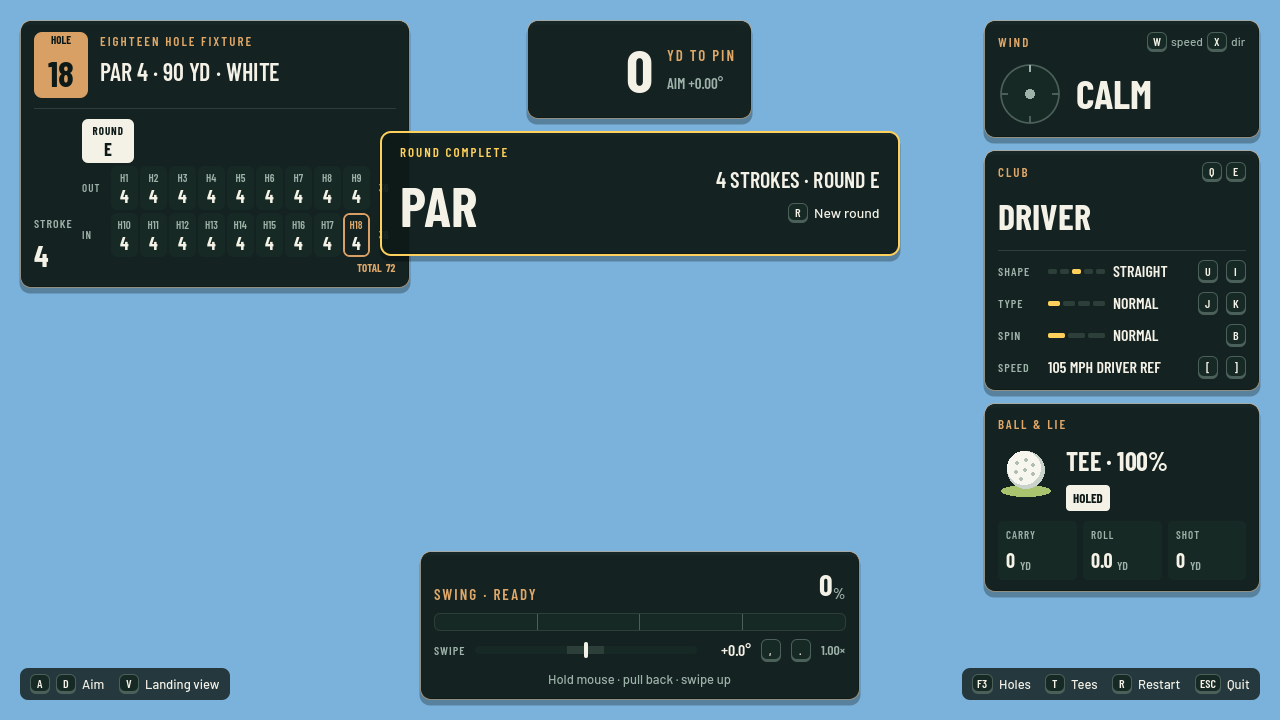 HOLE
18
EIGHTEEN HOLE FIXTURE
PAR 4 · 90 YD · WHITE
ROUND
E
H1 H2 H3 H4 H5 H6 H7 H8 H9
OUT 4 4 4 4 4 4 4 4 4
H10 H11 H12 H13 H14 H15 H16 H17 H18
IN 4 4 4 4 4 4 4 4 4
STROKE
4
TOTAL 72
0
YD TO PIN
AIM +0.00°
ROUND COMPLETE
PAR
4 STROKES · ROUND E
R New round
WIND
W speed X dir
CALM
CLUB
Q E
DRIVER
SHAPE STRAIGHT U I
TYPE NORMAL J K
SPIN NORMAL B
SPEED 105 MPH DRIVER REF [ ]
BALL & LIE
TEE · 100%
HOLED
CARRY ROLL SHOT
0 YD 0.0 YD 0 YD
SWING · READY
0%
SWIPE +0.0° , . 1.00×
Hold mouse · pull back · swipe up
A D Aim V Landing view
F3 Holes T Tees R Restart ESC Quit